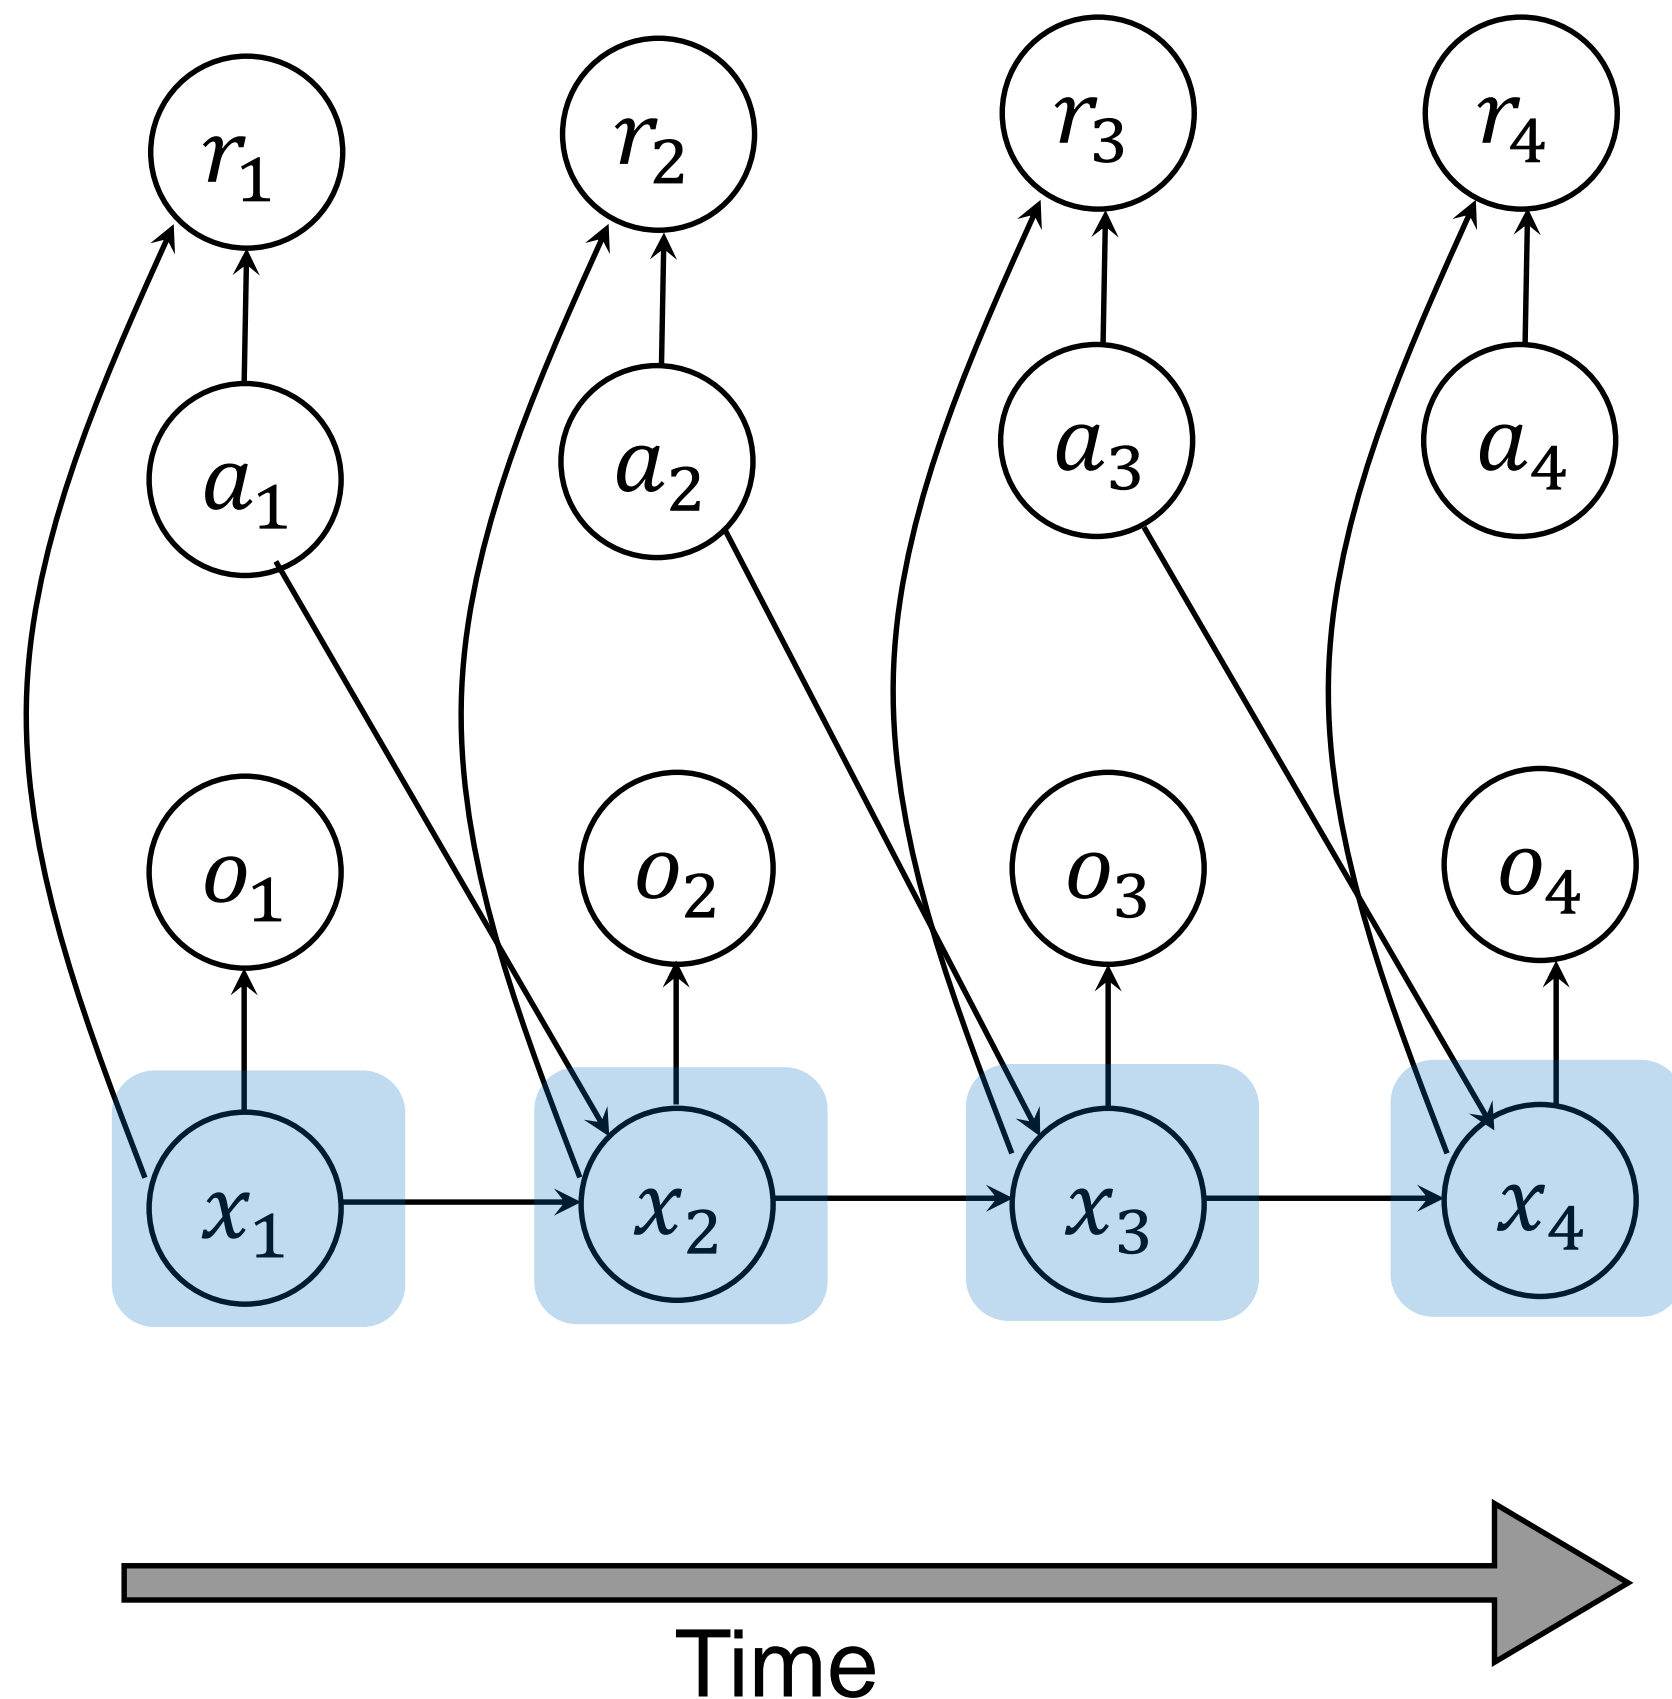 r₁ r₂ r₃ r₄
a₁ a₂ a₃ a₄
o₁ o₂ o₃ o₄
x₁ x₂ x₃ x₄
Time